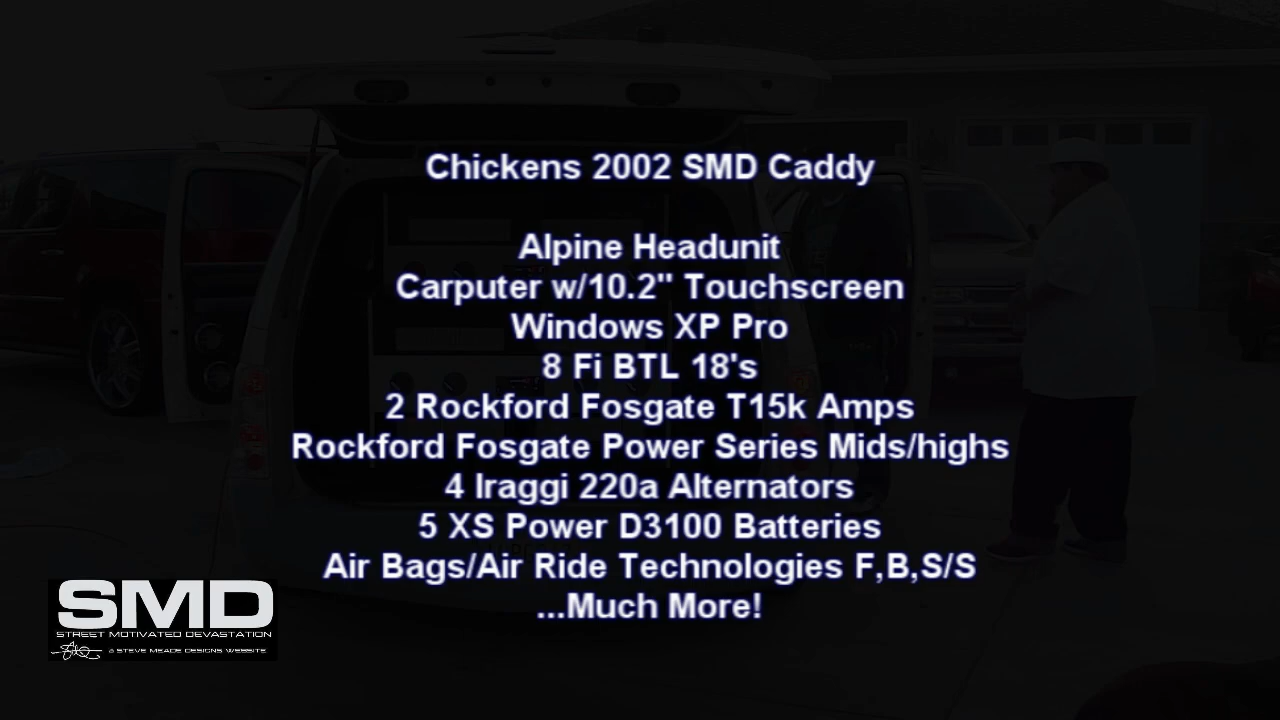 Chickens 2002 SMD Caddy
Alpine Headunit
Carputer w/10.2" Touchscreen
Windows XP Pro
8 Fi BTL 18's
2 Rockford Fosgate T15k Amps
Rockford Fosgate Power Series Mids/highs
4 Iraggi 220a Alternators
5 XS Power D3100 Batteries
Air Bags/Air Ride Technologies F,B,S/S
...Much More!
SMD
STREET MOTIVATED DEVASTATION
A STEVE MEADE DESIGNS WEBSITE